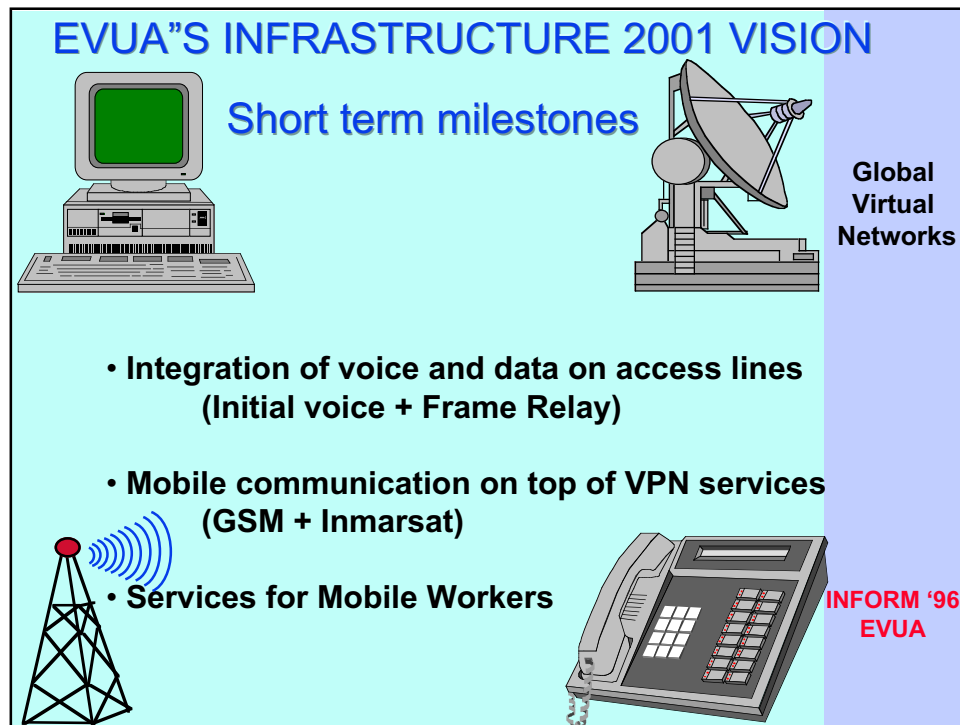 EVUA”S INFRASTRUCTURE 2001 VISION
Short term milestones
Global
Virtual
Networks
• Integration of voice and data on access lines
(Initial voice + Frame Relay)
• Mobile communication on top of VPN services
(GSM + Inmarsat)
• Services for Mobile Workers
INFORM ‘96
EVUA